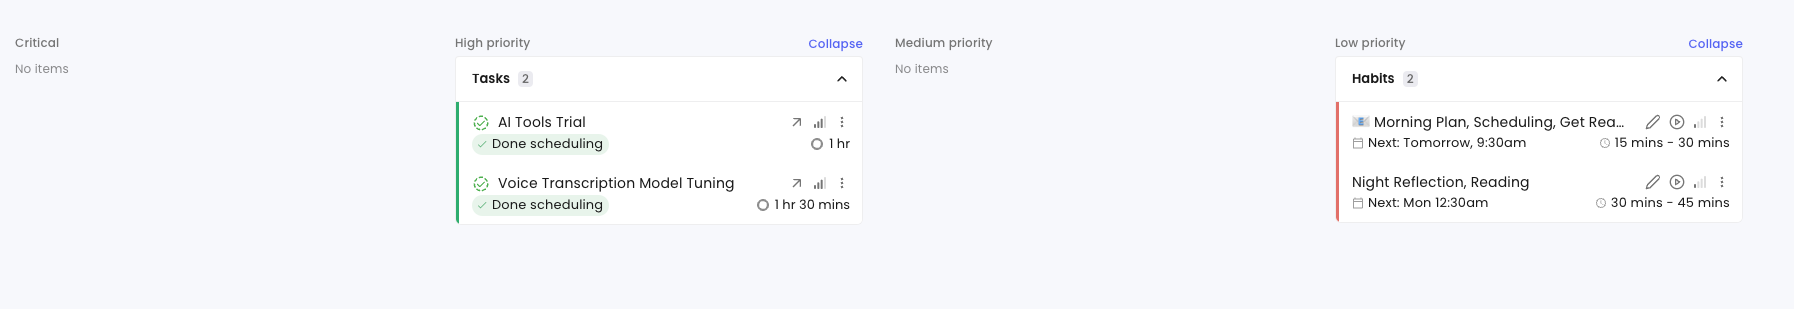 Critical
No items
High priority
Collapse
Tasks 2
AI Tools Trial
Done scheduling
1 hr
Voice Transcription Model Tuning
Done scheduling
1 hr 30 mins
Medium priority
No items
Low priority
Collapse
Habits 2
📧 Morning Plan, Scheduling, Get Rea...
Next: Tomorrow, 9:30am
15 mins - 30 mins
Night Reflection, Reading
Next: Mon 12:30am
30 mins - 45 mins